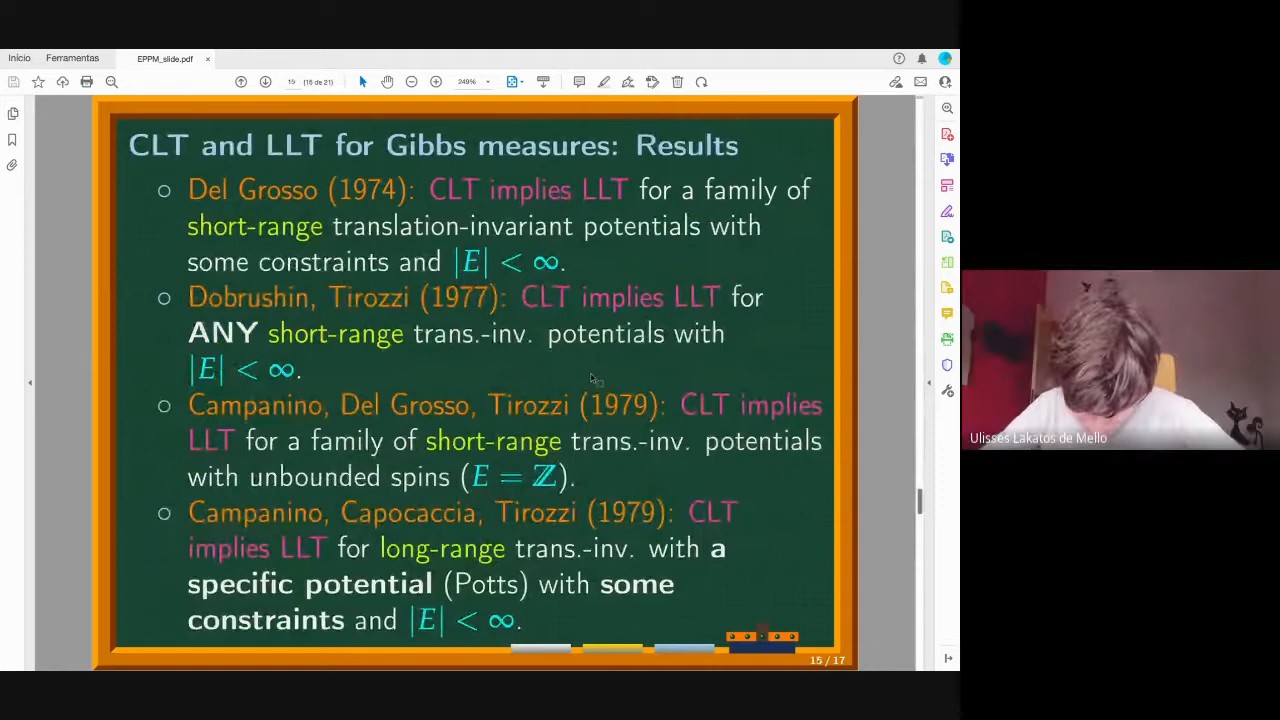 Início
Ferramentas
EPPM_slide.pdf
×
(18 de 21)
249%
CLT and LLT for Gibbs measures: Results
○ Del Grosso (1974): CLT implies LLT for a family of
short-range translation-invariant potentials with
some constraints and |E| < ∞.
○ Dobrushin, Tirozzi (1977): CLT implies LLT for
ANY short-range trans.-inv. potentials with
|E| < ∞.
○ Campanino, Del Grosso, Tirozzi (1979): CLT implies
LLT for a family of short-range trans.-inv. potentials
with unbounded spins (E = ℤ).
○ Campanino, Capocaccia, Tirozzi (1979): CLT
implies LLT for long-range trans.-inv. with a
specific potential (Potts) with some
constraints and |E| < ∞.
15 / 17
Ulisses Lakatos de Mello